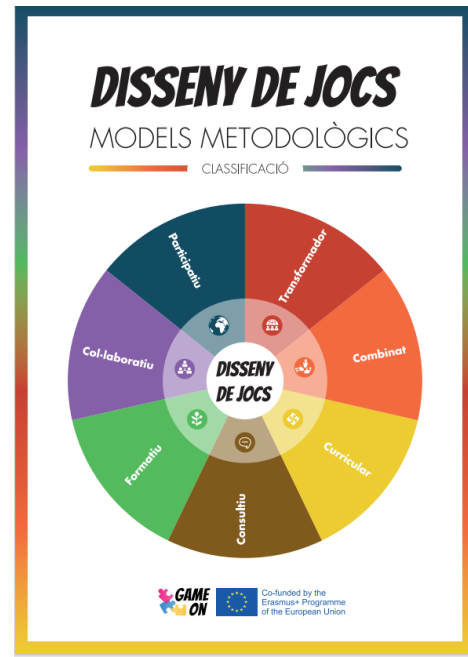 DISSENY DE JOCS
MODELS METODOLÒGICS
CLASSIFICACIÓ
Participatiu
Transformador
Col·laboratiu
Combinat
DISSENY
DE JOCS
Formatiu
Curricular
Consultiu
GAME
ON
Co-funded by the
Erasmus+ Programme
of the European Union